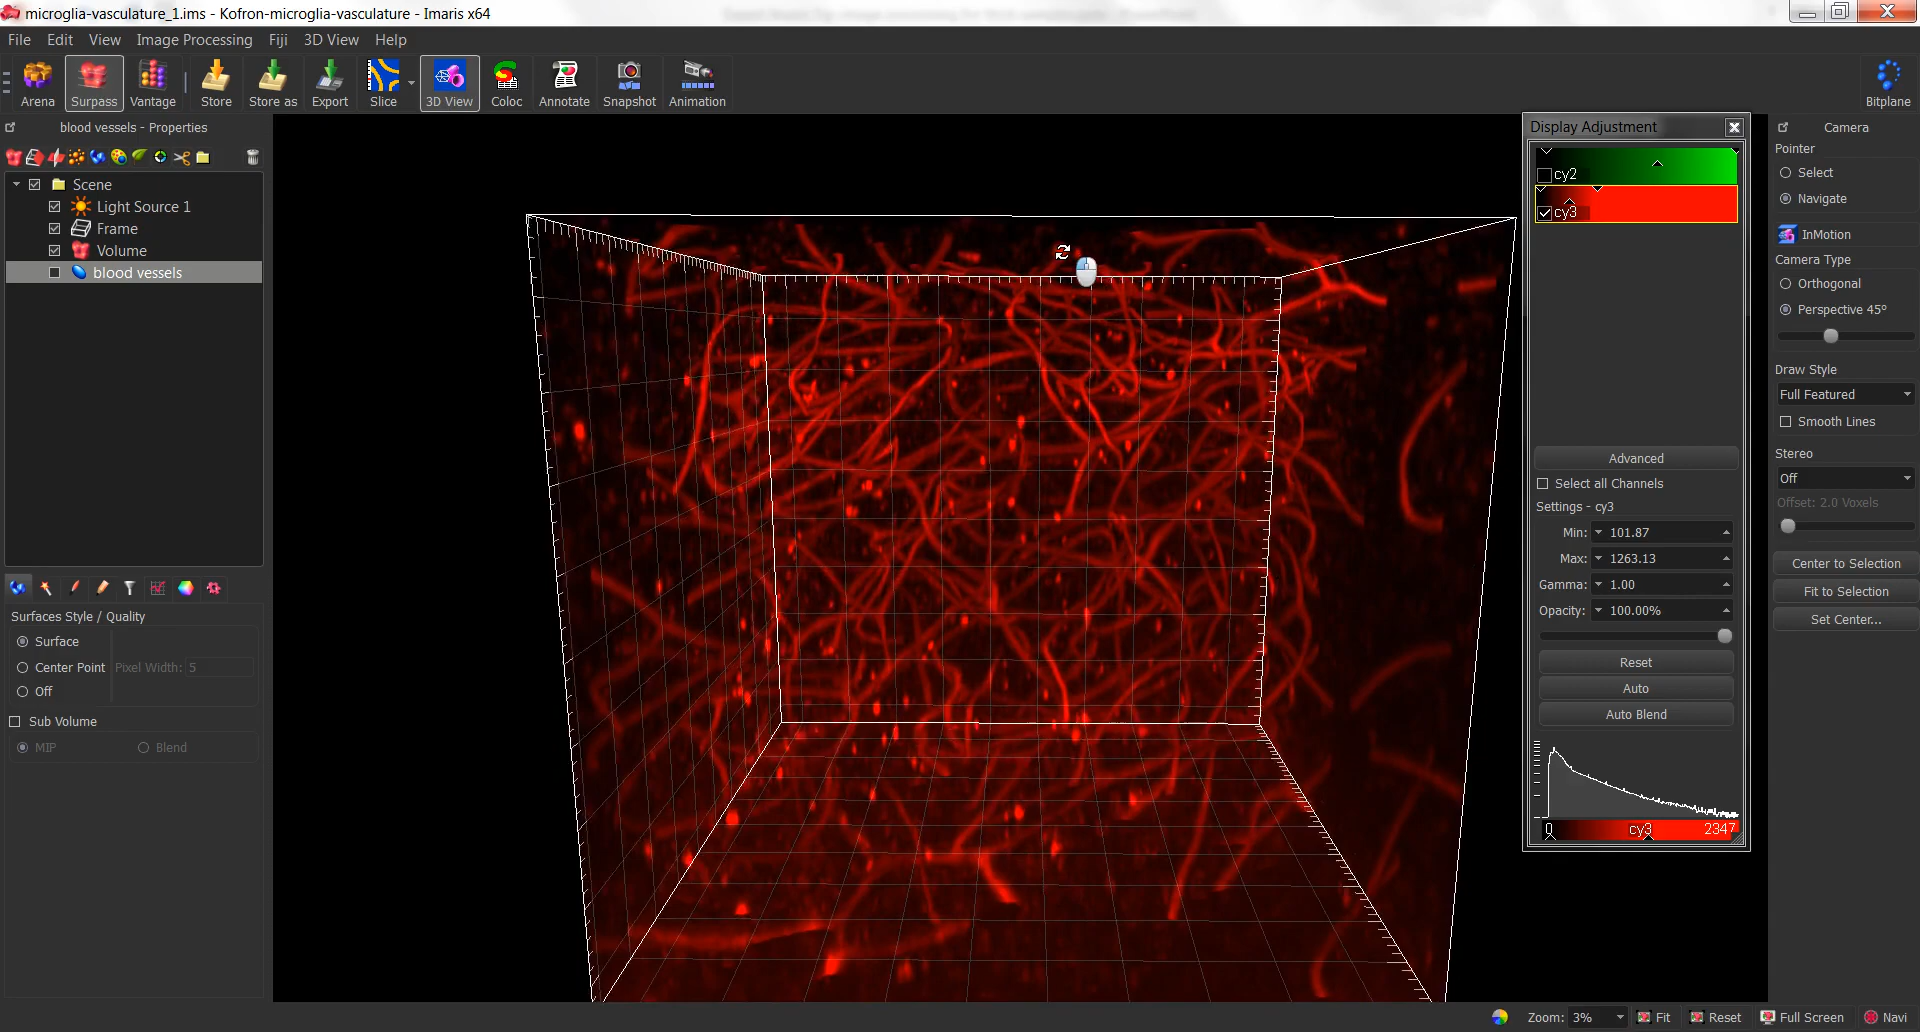 microglia-vasculature_1.ims - Kofron-microglia-vasculature - Imaris x64
File Edit View Image Processing Fiji 3D View Help
Arena Surpass Vantage Store Store as Export Slice 3D View Coloc Annotate Snapshot Animation Bitplane
blood vessels - Properties
Scene
Light Source 1
Frame
Volume
blood vessels
Surfaces Style / Quality
Surface
Center Point Pixel Width: 5
Off
Sub Volume
MIP Blend
Display Adjustment
cy2
cy3
Advanced
Select all Channels
Settings - cy3
Min: 101.87
Max: 1263.13
Gamma: 1.00
Opacity: 100.00%
Reset
Auto
Auto Blend
0 cy3 2347
Camera
Pointer
Select
Navigate
InMotion
Camera Type
Orthogonal
Perspective 45º
Draw Style
Full Featured
Smooth Lines
Stereo
Off
Offset: 2.0 Voxels
Center to Selection
Fit to Selection
Set Center...
Zoom: 3% Fit Reset Full Screen Navi